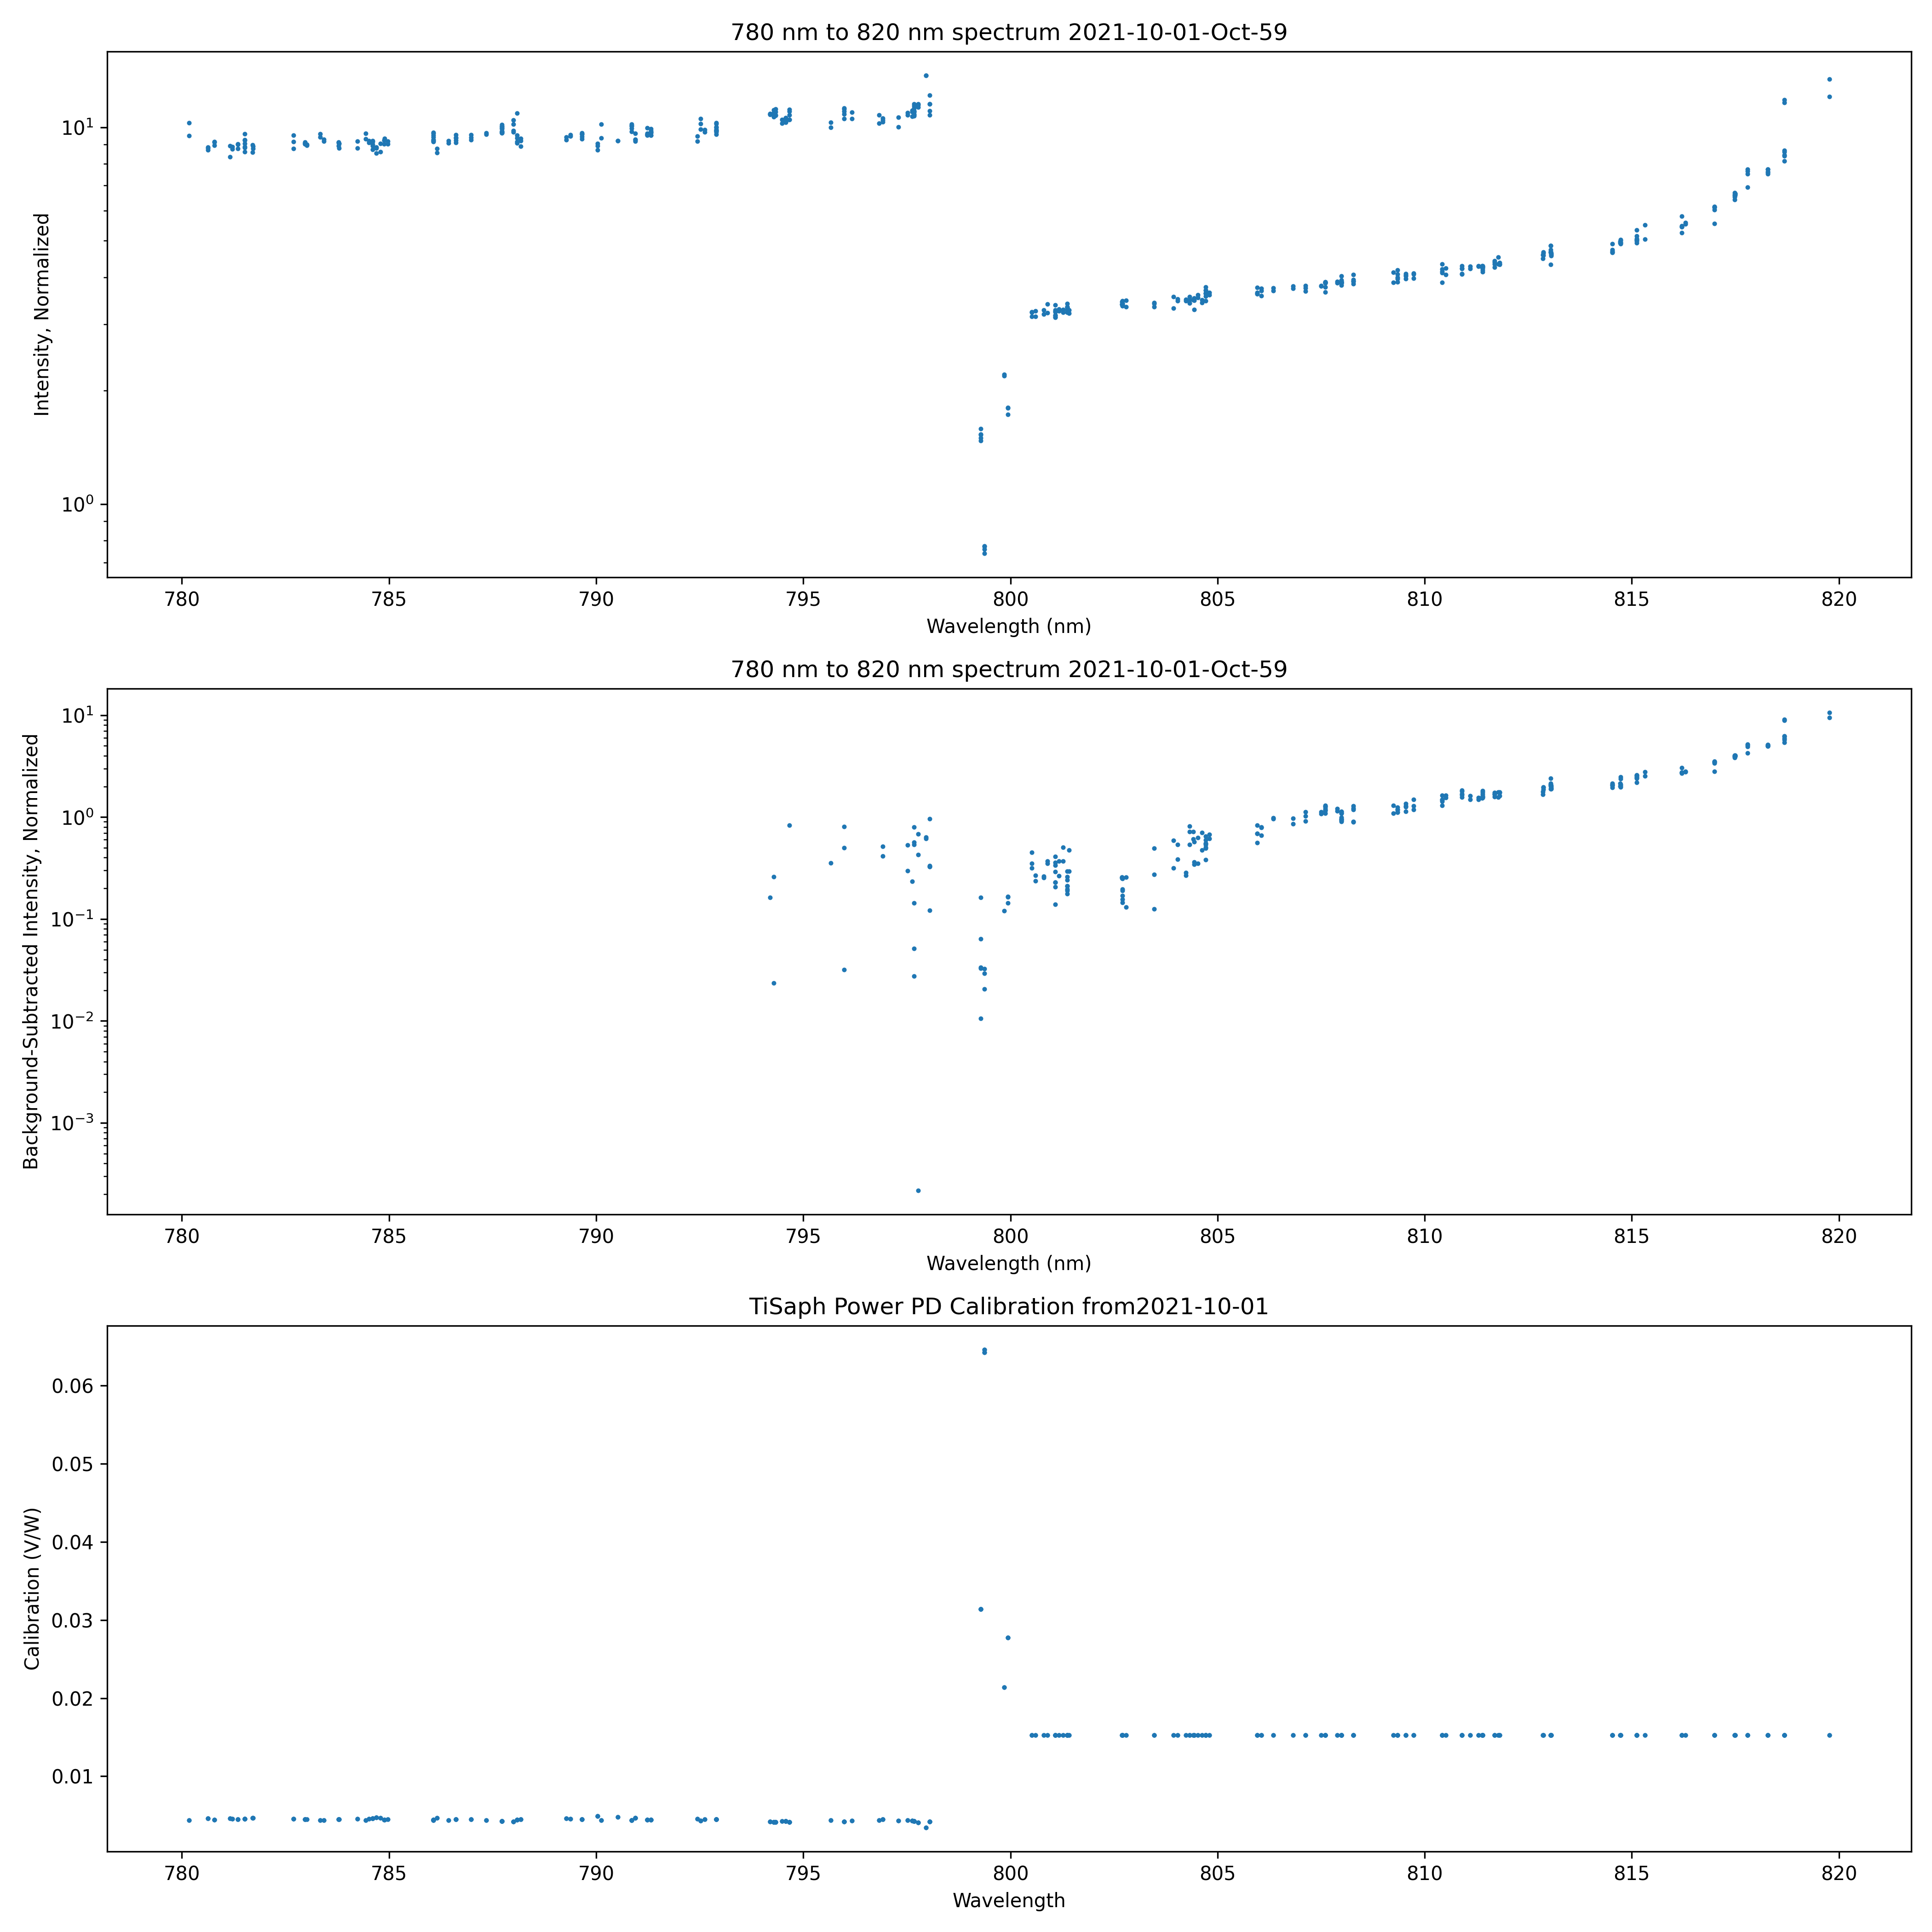 780 nm to 820 nm spectrum 2021-10-01-Oct-59
Intensity, Normalized
10¹
10⁰
780 785 790 795 800 805 810 815 820
Wavelength (nm)
780 nm to 820 nm spectrum 2021-10-01-Oct-59
Background-Subtracted Intensity, Normalized
10¹
10⁰
10⁻¹
10⁻²
10⁻³
780 785 790 795 800 805 810 815 820
Wavelength (nm)
TiSaph Power PD Calibration from2021-10-01
Calibration (V/W)
0.06
0.05
0.04
0.03
0.02
0.01
780 785 790 795 800 805 810 815 820
Wavelength